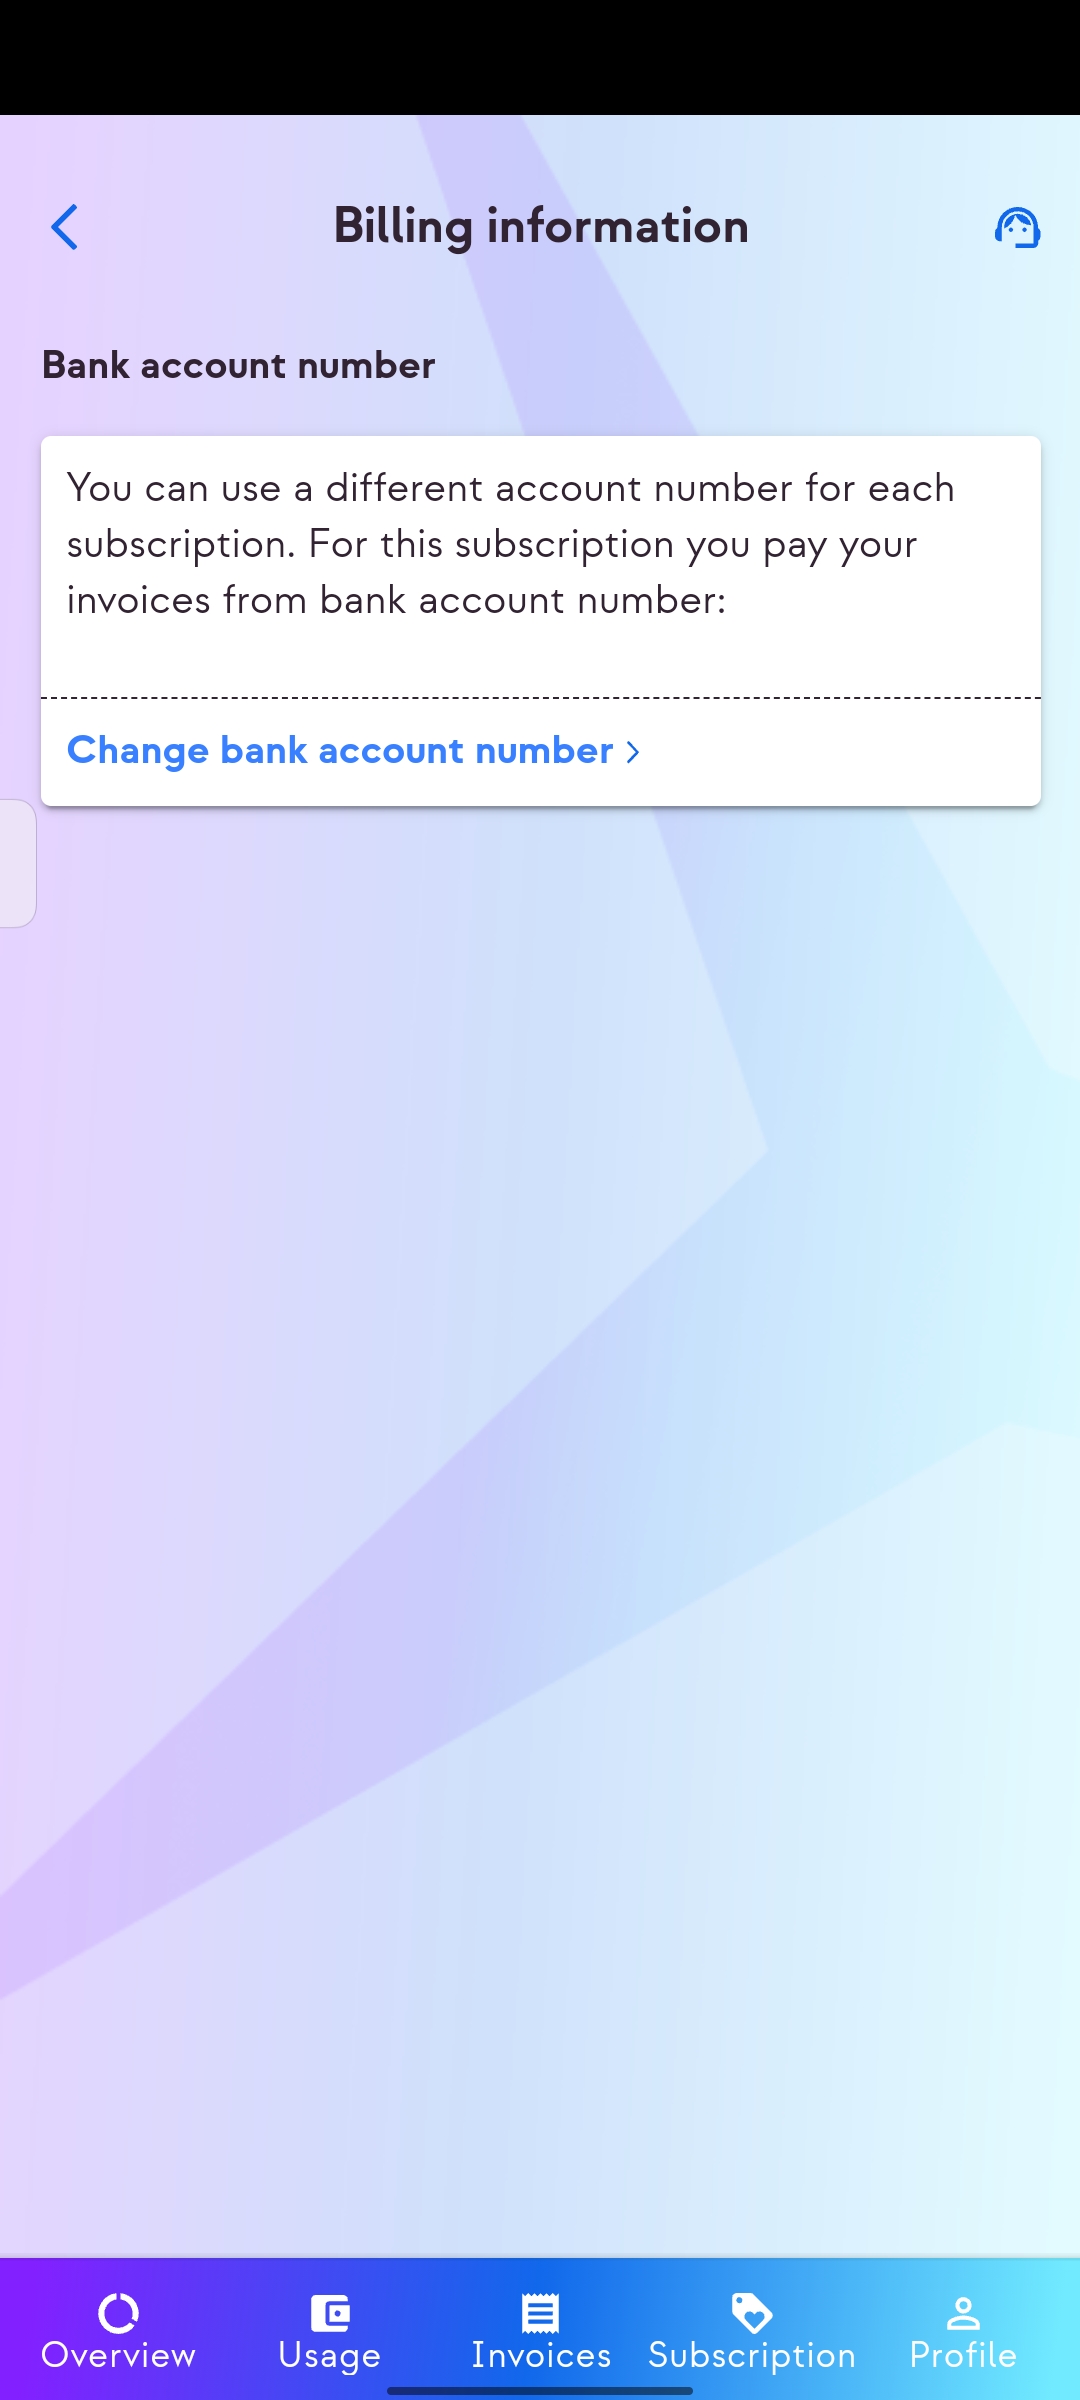 Billing information
Bank account number
You can use a different account number for each
subscription. For this subscription you pay your
invoices from bank account number:
Change bank account number
Overview
Usage
Invoices
Subscription
Profile